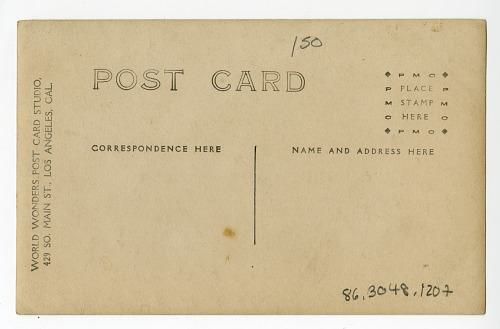 150
POST CARD
◆ P M C ◆
P PLACE P
M STAMP M
C HERE C
◆ P M C ◆
CORRESPONDENCE HERE
NAME AND ADDRESS HERE
WORLD WONDERS POST CARD STUDIO,
429 SO. MAIN ST., LOS ANGELES, CAL.
86.3048.1207